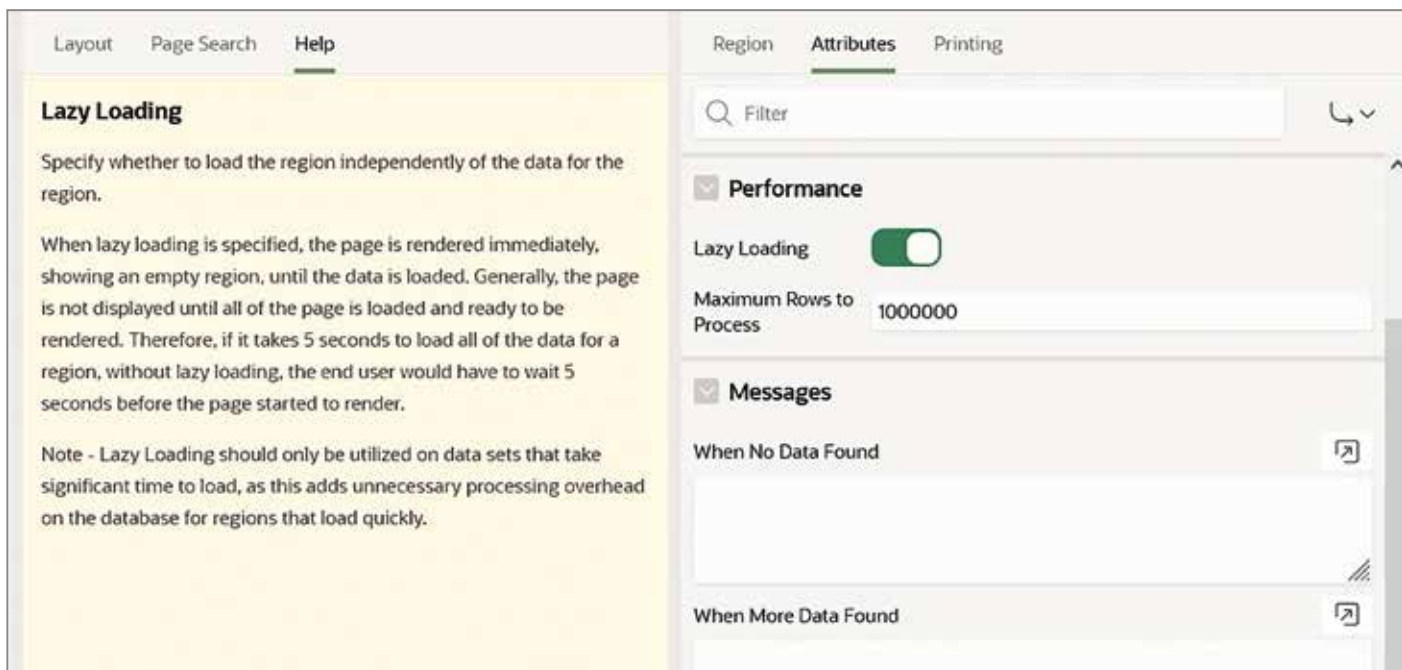 Layout Page Search Help
Lazy Loading
Specify whether to load the region independently of the data for the
region.
When lazy loading is specified, the page is rendered immediately,
showing an empty region, until the data is loaded. Generally, the page
is not displayed until all of the page is loaded and ready to be
rendered. Therefore, if it takes 5 seconds to load all of the data for a
region, without lazy loading, the end user would have to wait 5
seconds before the page started to render.
Note - Lazy Loading should only be utilized on data sets that take
significant time to load, as this adds unnecessary processing overhead
on the database for regions that load quickly.
Region Attributes Printing
Filter
Performance
Lazy Loading
Maximum Rows to
Process
1000000
Messages
When No Data Found
When More Data Found